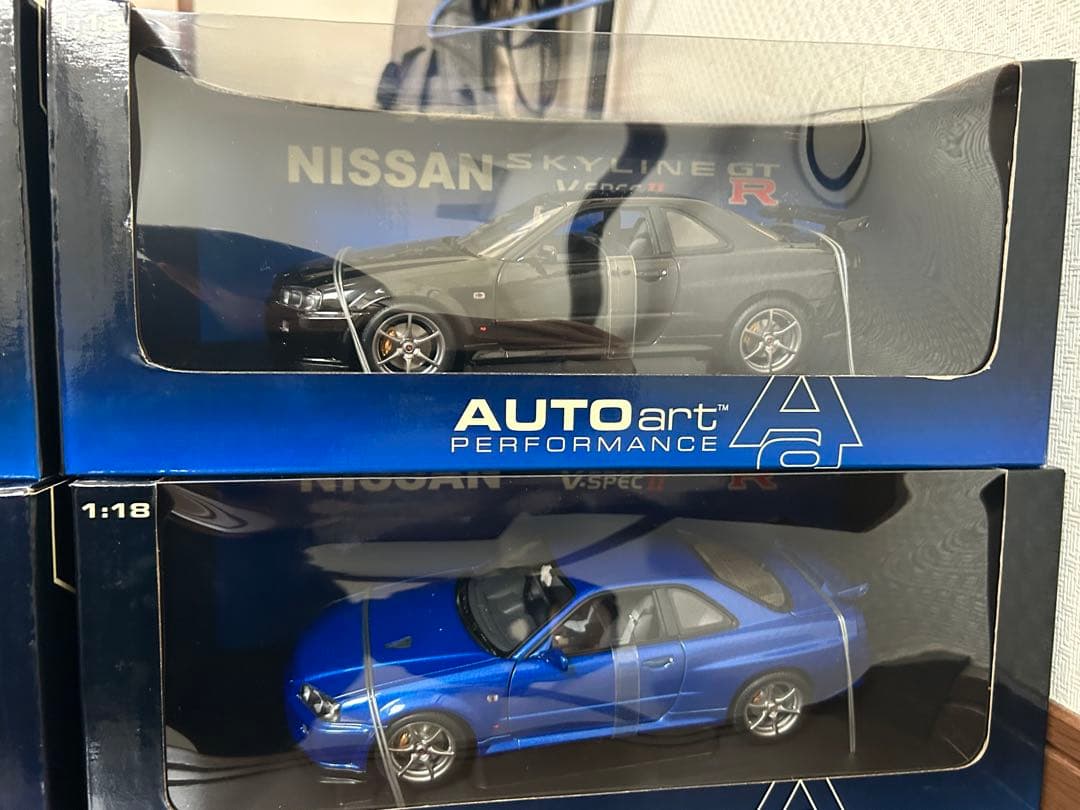 NISSAN SKYLINE GT
V·SPEC II R
AUTOart™
PERFORMANCE
1:18
NISSAN V·SPEC II R